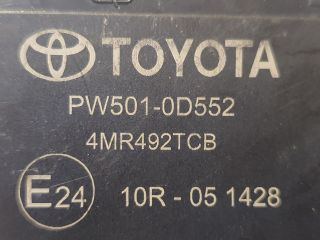 TOYOTA
PW501-0D552
4MR492TCB
E24 10R - 05 1428